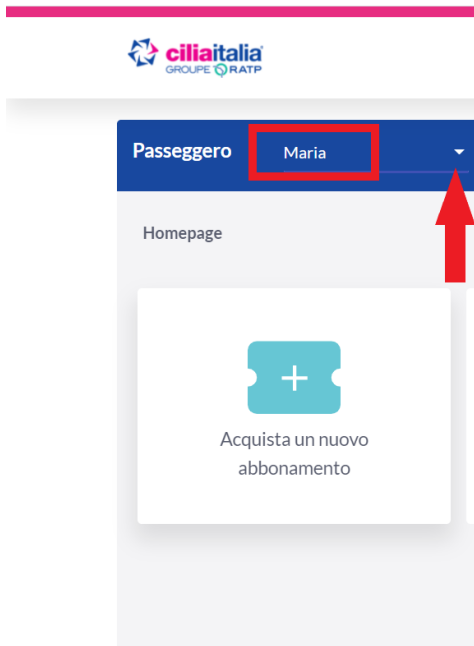 ciliaitalia
GROUPE RATP
Passeggero Maria
Homepage
Acquista un nuovo
abbonamento